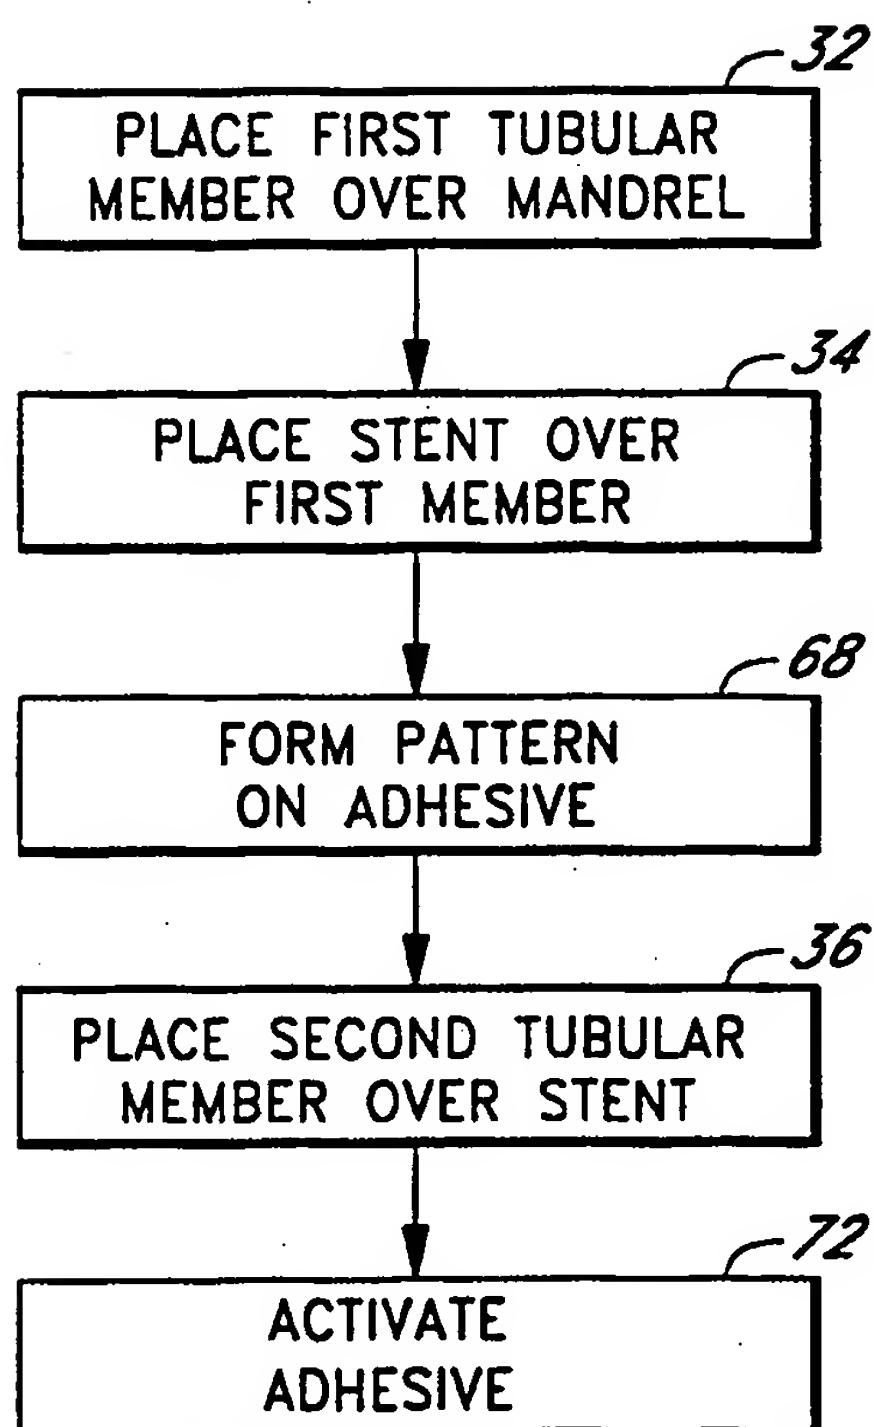 32
PLACE FIRST TUBULAR
MEMBER OVER MANDREL
34
PLACE STENT OVER
FIRST MEMBER
68
FORM PATTERN
ON ADHESIVE
36
PLACE SECOND TUBULAR
MEMBER OVER STENT
72
ACTIVATE
ADHESIVE